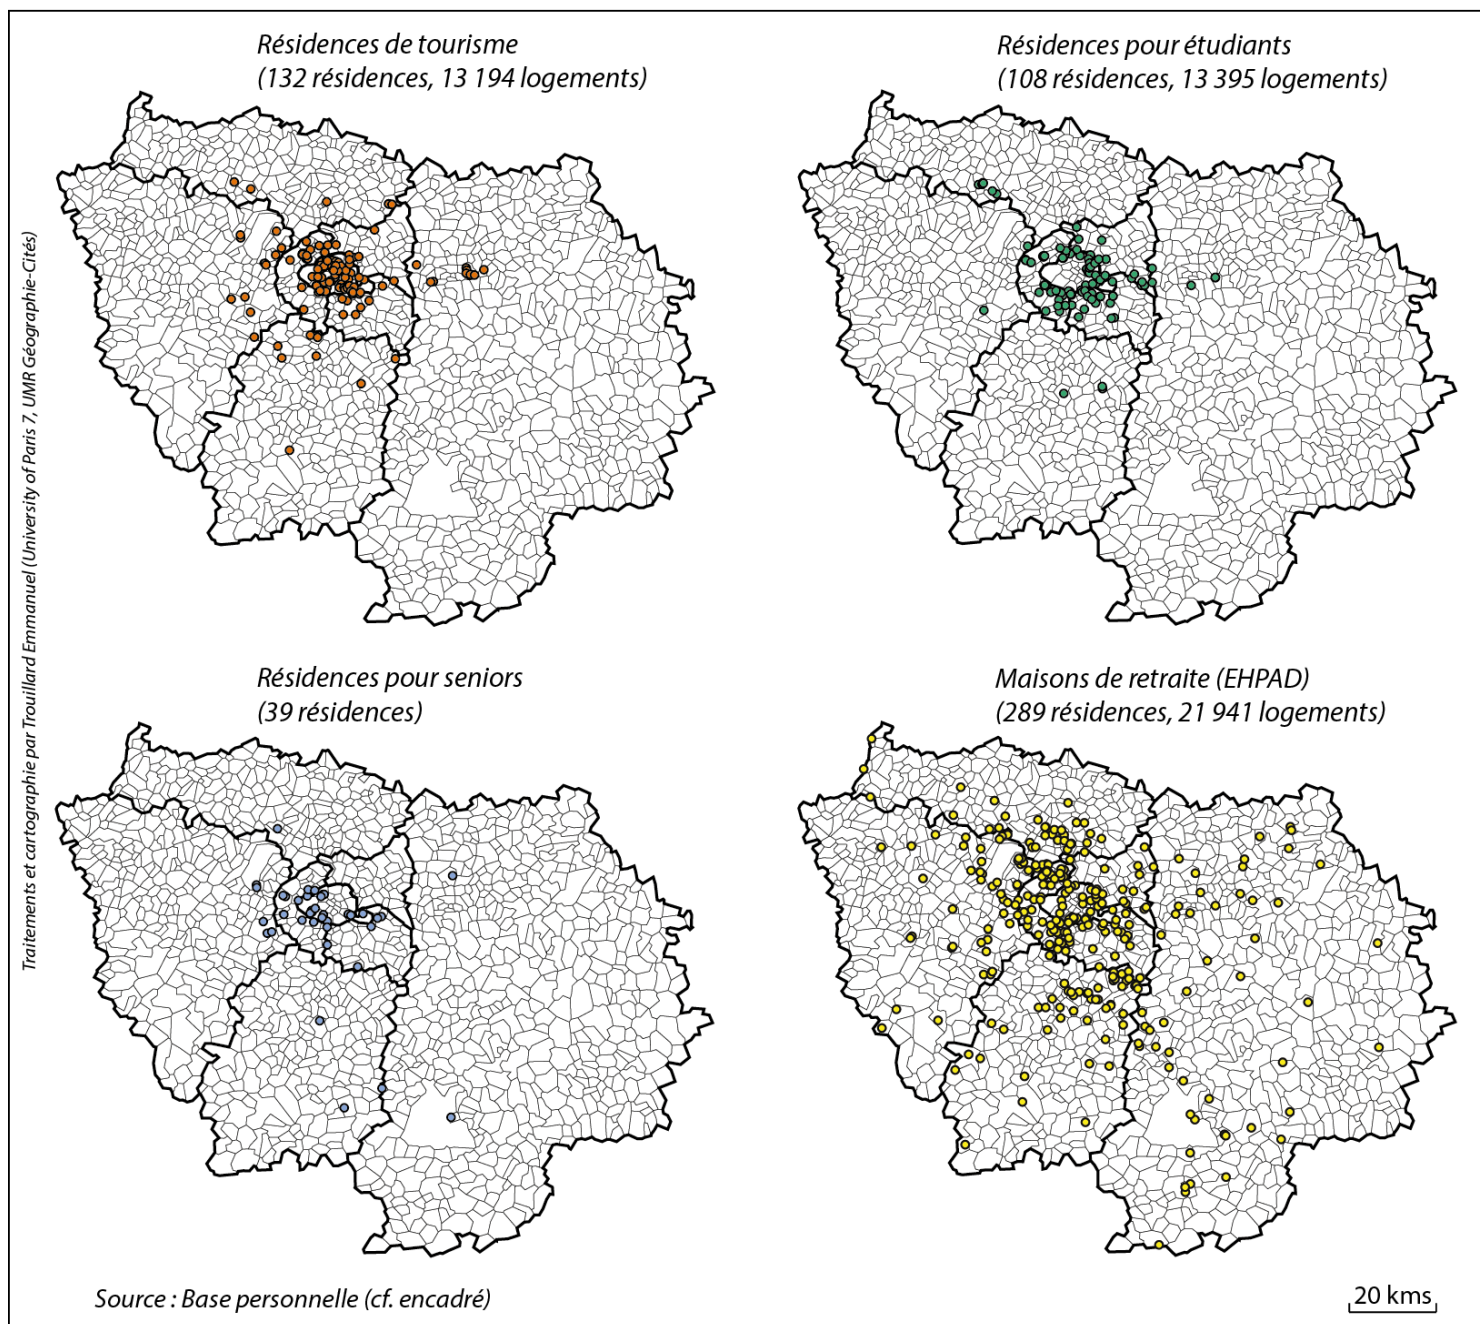 Résidences de tourisme
(132 résidences, 13 194 logements)
Résidences pour étudiants
(108 résidences, 13 395 logements)
Résidences pour seniors
(39 résidences)
Maisons de retraite (EHPAD)
(289 résidences, 21 941 logements)
Traitements et cartographie par Trouillard Emmanuel (University of Paris 7, UMR Géographie-Cités)
Source : Base personnelle (cf. encadré)
20 kms